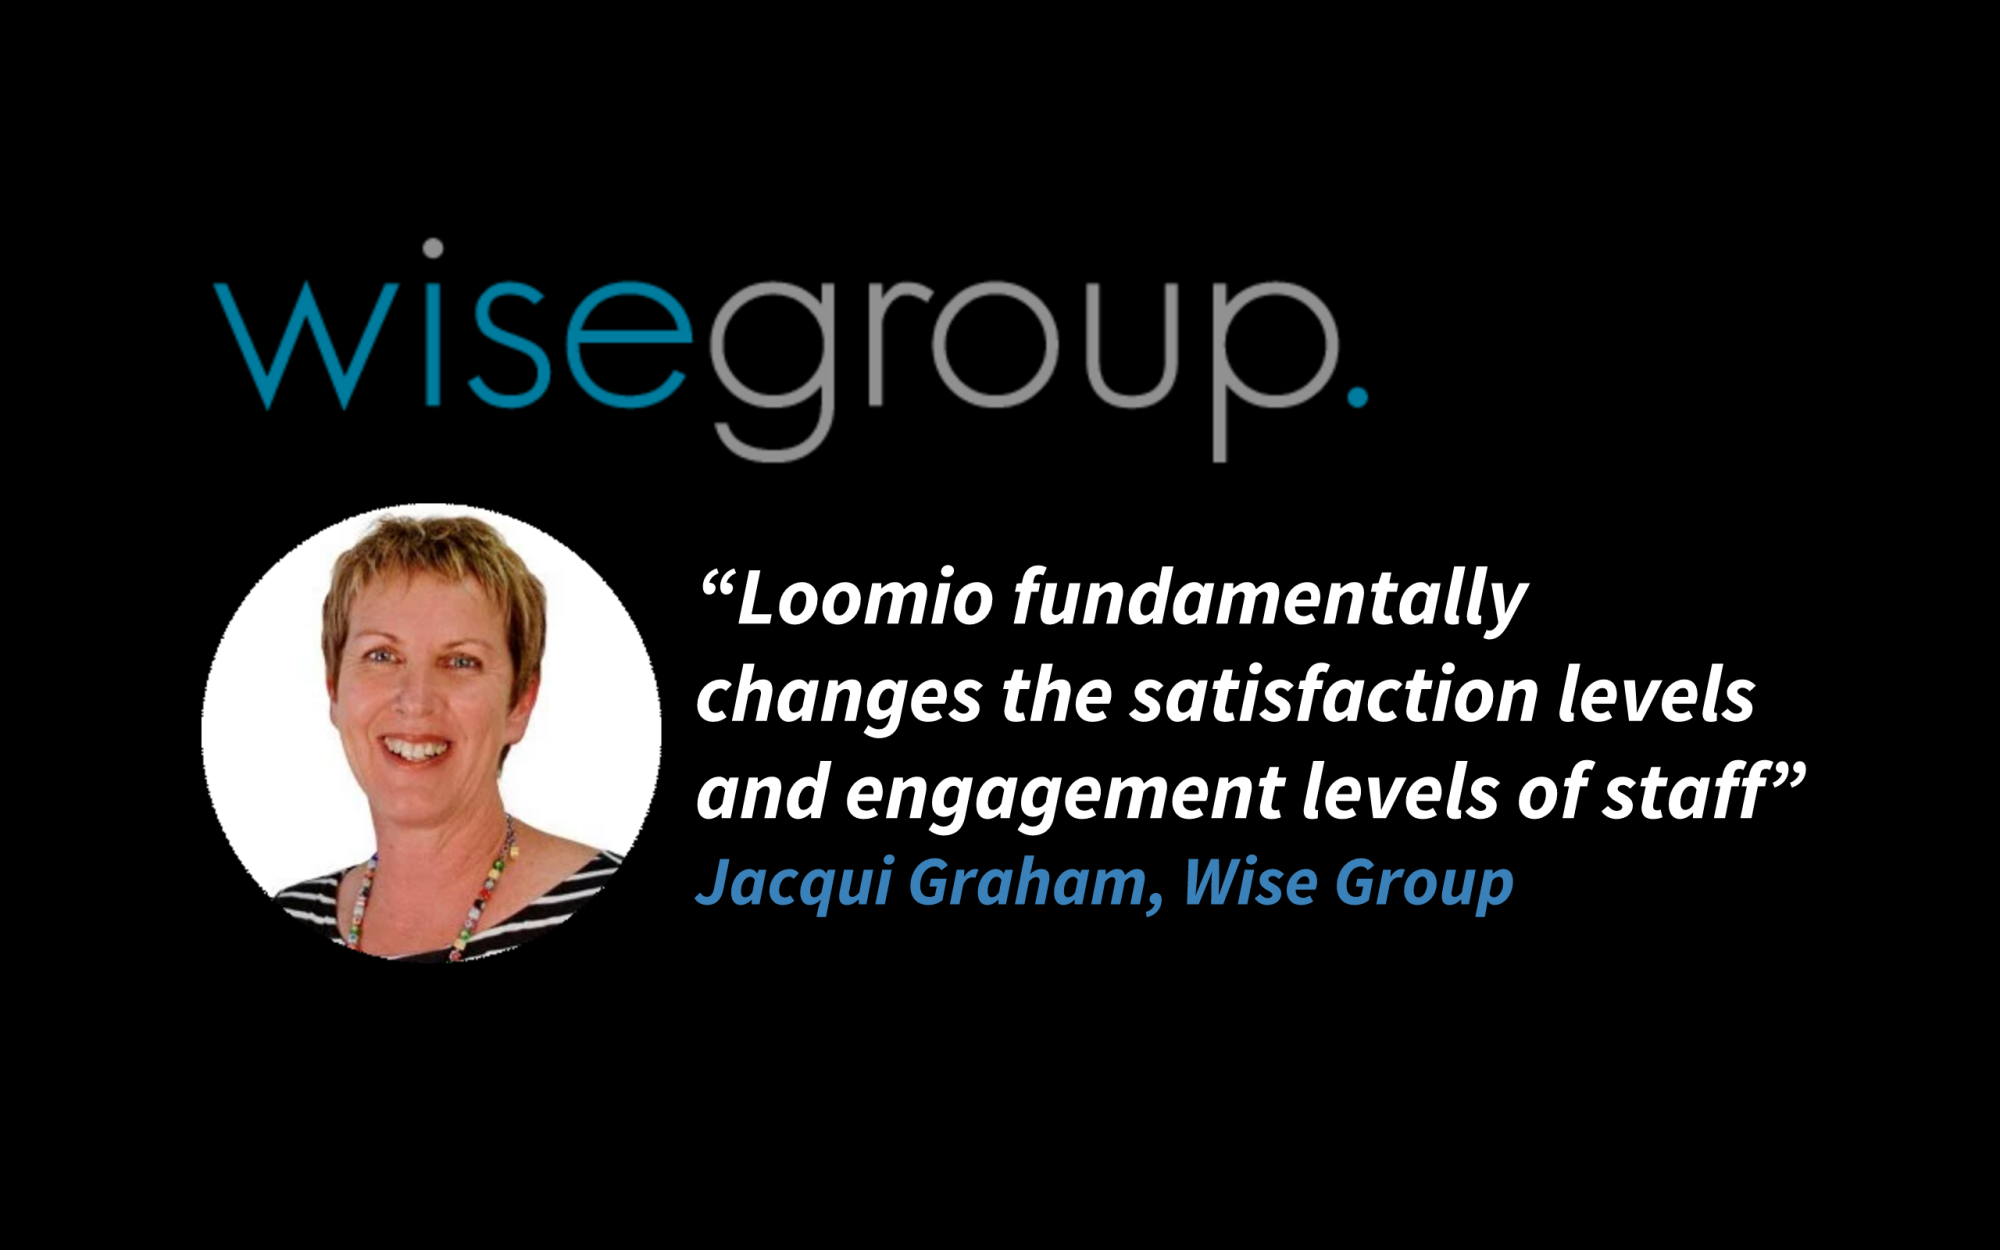 wisegroup.
“Loomio fundamentally
changes the satisfaction levels
and engagement levels of staff”
Jacqui Graham, Wise Group